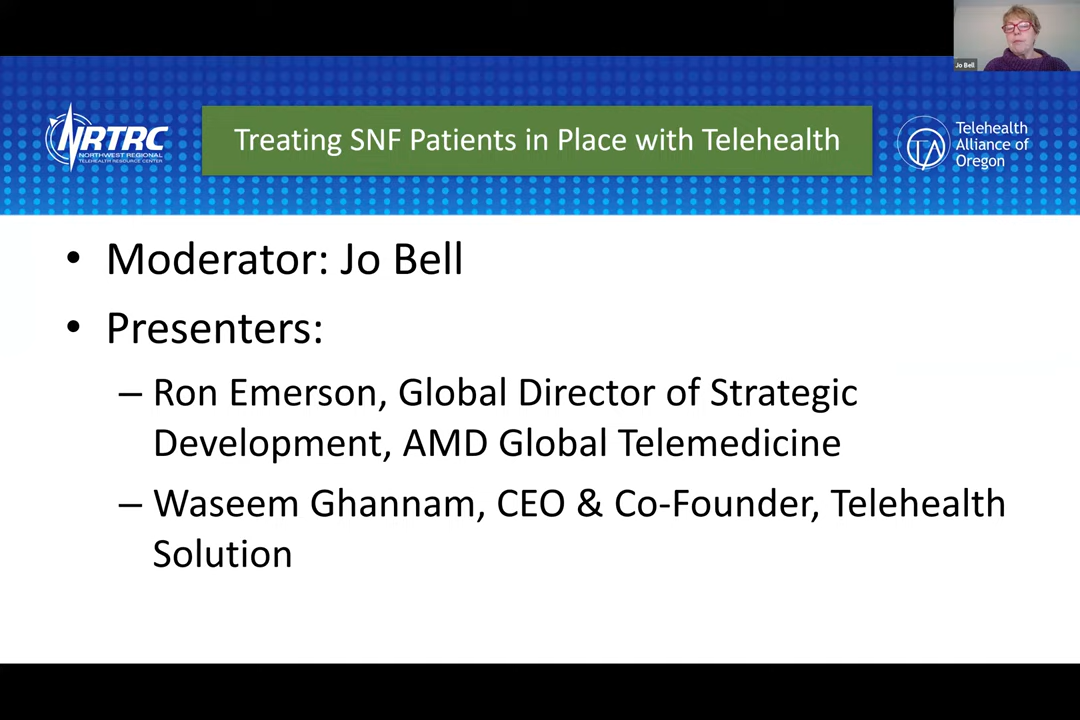 Jo Bell
NRTRC
NORTHWEST REGIONAL
TELEHEALTH RESOURCE CENTER
Treating SNF Patients in Place with Telehealth
TA
Telehealth
Alliance of
Oregon
• Moderator: Jo Bell
• Presenters:
– Ron Emerson, Global Director of Strategic
Development, AMD Global Telemedicine
– Waseem Ghannam, CEO & Co-Founder, Telehealth
Solution